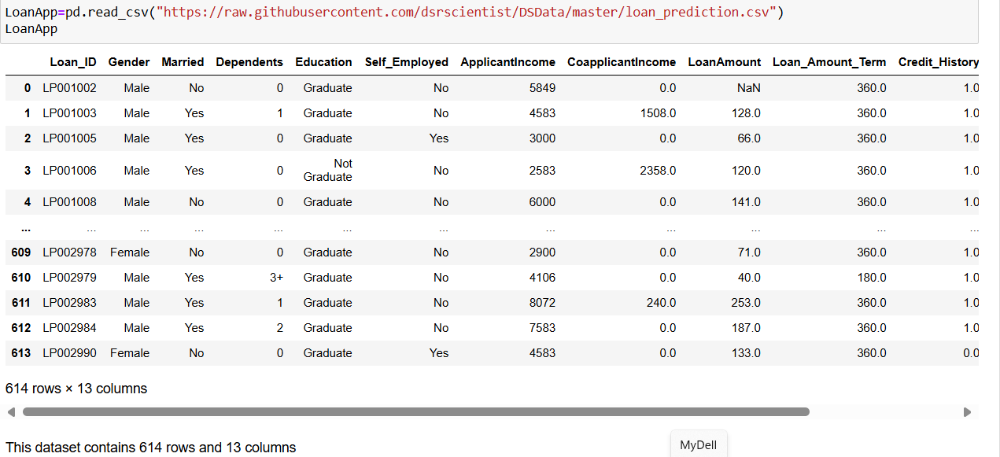 LoanApp=pd.read_csv("https://raw.githubusercontent.com/dsrscientist/DSData/master/loan_prediction.csv")
LoanApp
Loan_ID Gender Married Dependents Education Self_Employed ApplicantIncome CoapplicantIncome LoanAmount Loan_Amount_Term Credit_History
0 LP001002 Male No 0 Graduate No 5849 0.0 NaN 360.0 1.0
1 LP001003 Male Yes 1 Graduate No 4583 1508.0 128.0 360.0 1.0
2 LP001005 Male Yes 0 Graduate Yes 3000 0.0 66.0 360.0 1.0
3 LP001006 Male Yes 0 Not Graduate No 2583 2358.0 120.0 360.0 1.0
4 LP001008 Male No 0 Graduate No 6000 0.0 141.0 360.0 1.0
... ... ... ... ... ... ... ... ... ... ... ...
609 LP002978 Female No 0 Graduate No 2900 0.0 71.0 360.0 1.0
610 LP002979 Male Yes 3+ Graduate No 4106 0.0 40.0 180.0 1.0
611 LP002983 Male Yes 1 Graduate No 8072 240.0 253.0 360.0 1.0
612 LP002984 Male Yes 2 Graduate No 7583 0.0 187.0 360.0 1.0
613 LP002990 Female No 0 Graduate Yes 4583 0.0 133.0 360.0 0.0
614 rows × 13 columns
This dataset contains 614 rows and 13 columns
MyDell